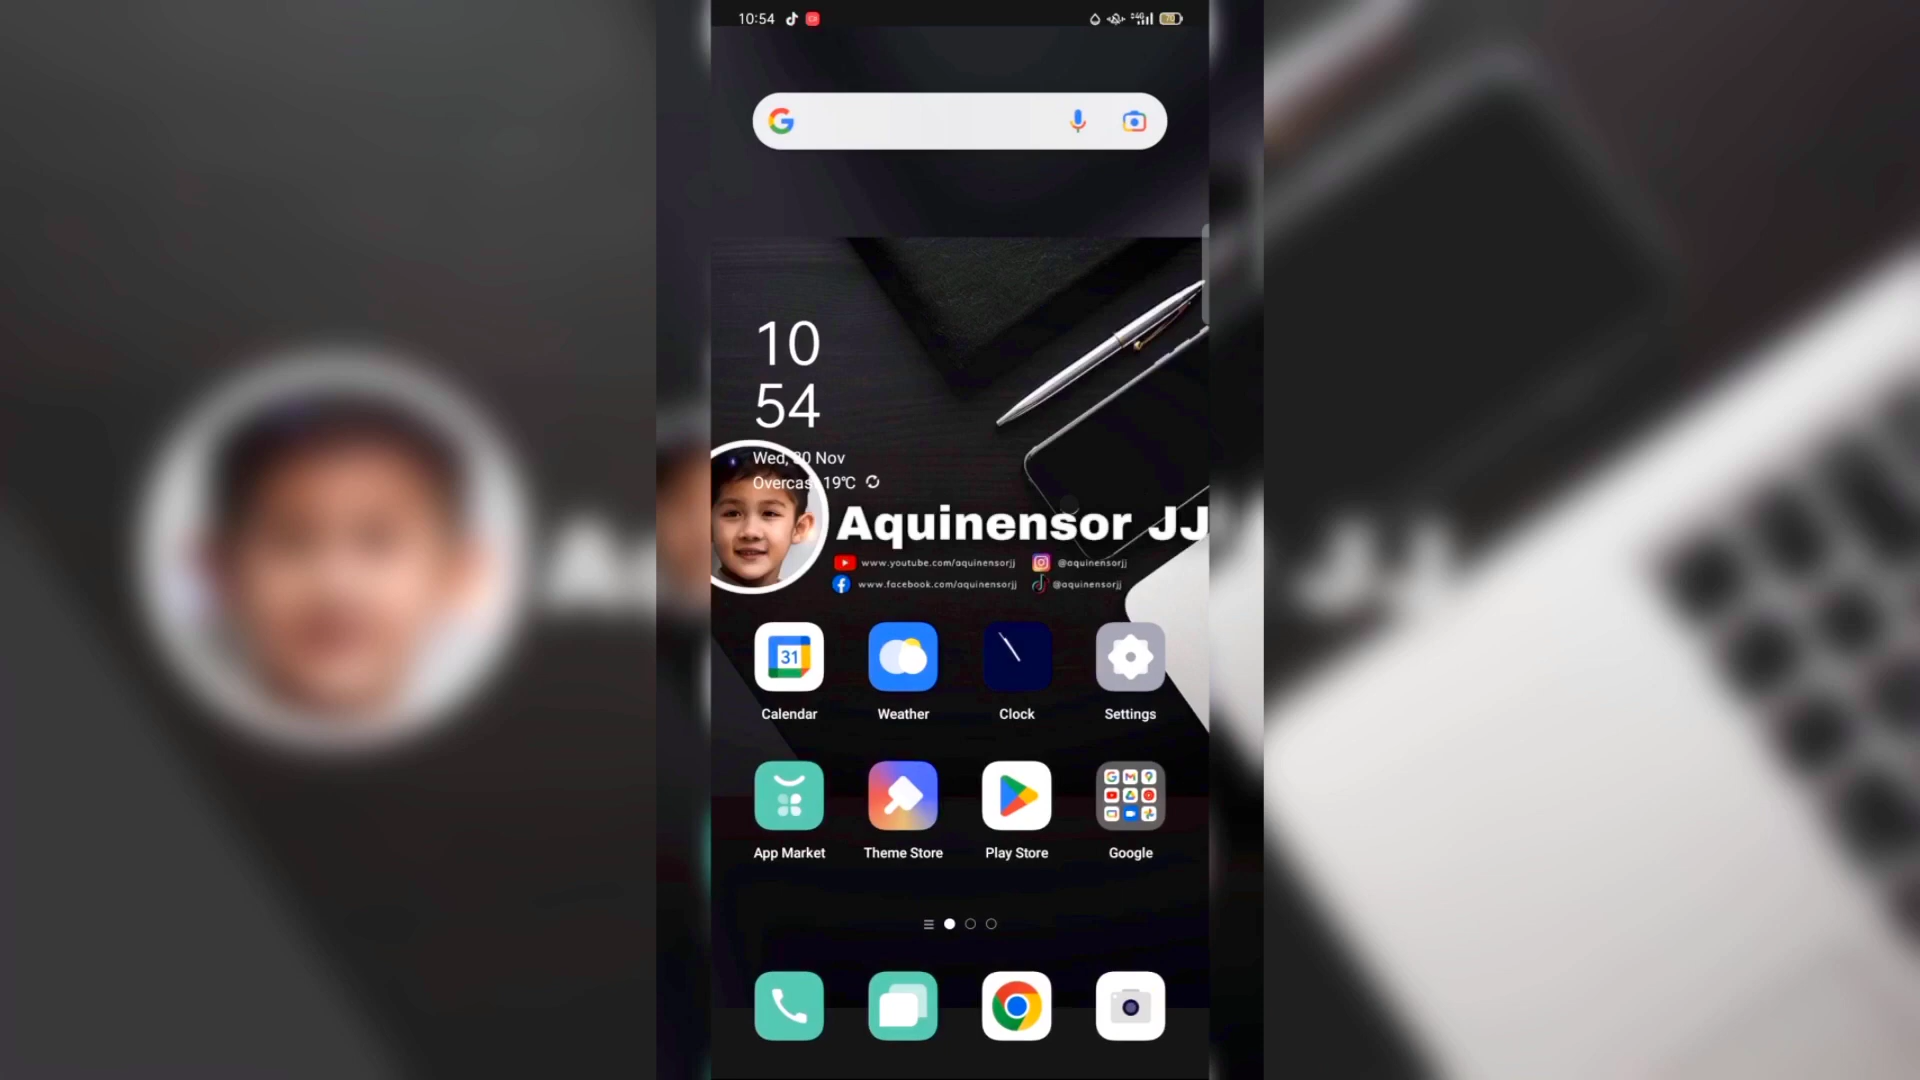 10:54
10
54
Wed, 30 Nov
Overcast 19°C
Aquinensor JJ
www.youtube.com/aquinensorjj @aquinensorjj
www.facebook.com/aquinensorjj @aquinensorjj
31
Calendar Weather Clock Settings
App Market Theme Store Play Store Google